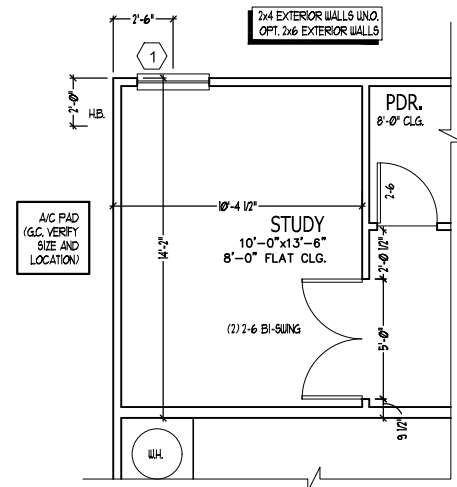 2'-6"
2x4 EXTERIOR WALLS U.N.O.
OPT. 2x6 EXTERIOR WALLS
1
2'-0"
H.B.
PDR.
8'-0" CLG.
2-6
10'-4 1/2"
A/C PAD
(G.C. VERIFY
SIZE AND
LOCATION)
STUDY
10'-0"x13'-6"
8'-0" FLAT CLG.
14'-2"
2'-0 1/2"
(2) 2-6 BI-SWING
5'-0"
9 1/2"
W.H.